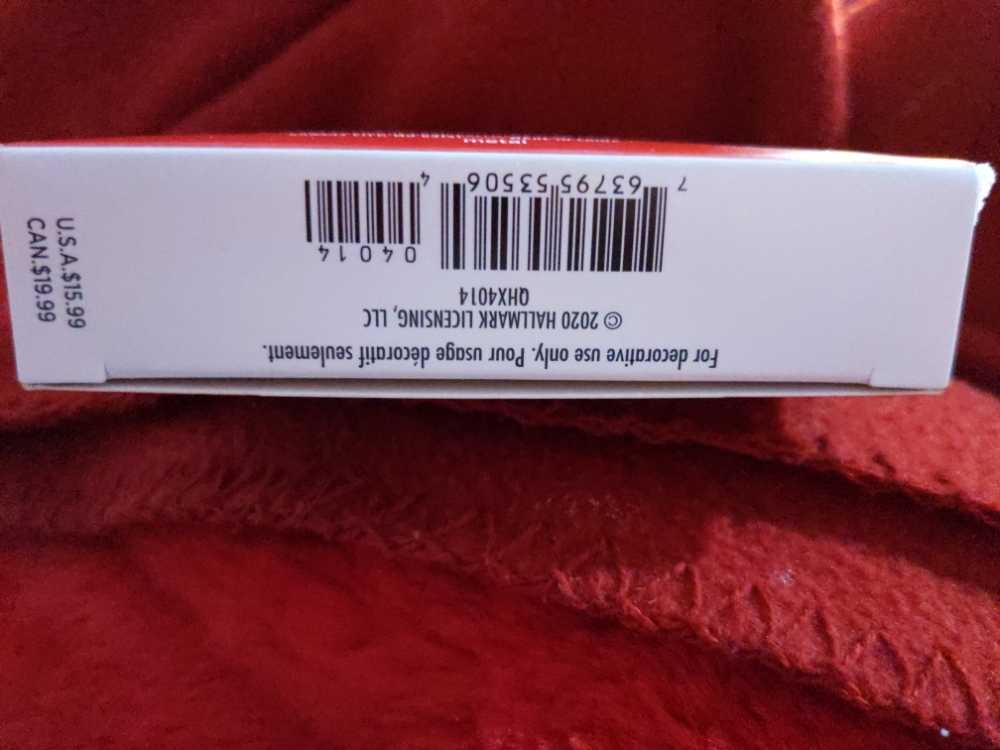 For decorative use only. Pour usage décoratif seulement.
© 2020 HALLMARK LICENSING, LLC
QHX4014
04014
7 63795 53506 4
U.S.A.$15.99
CAN.$19.99